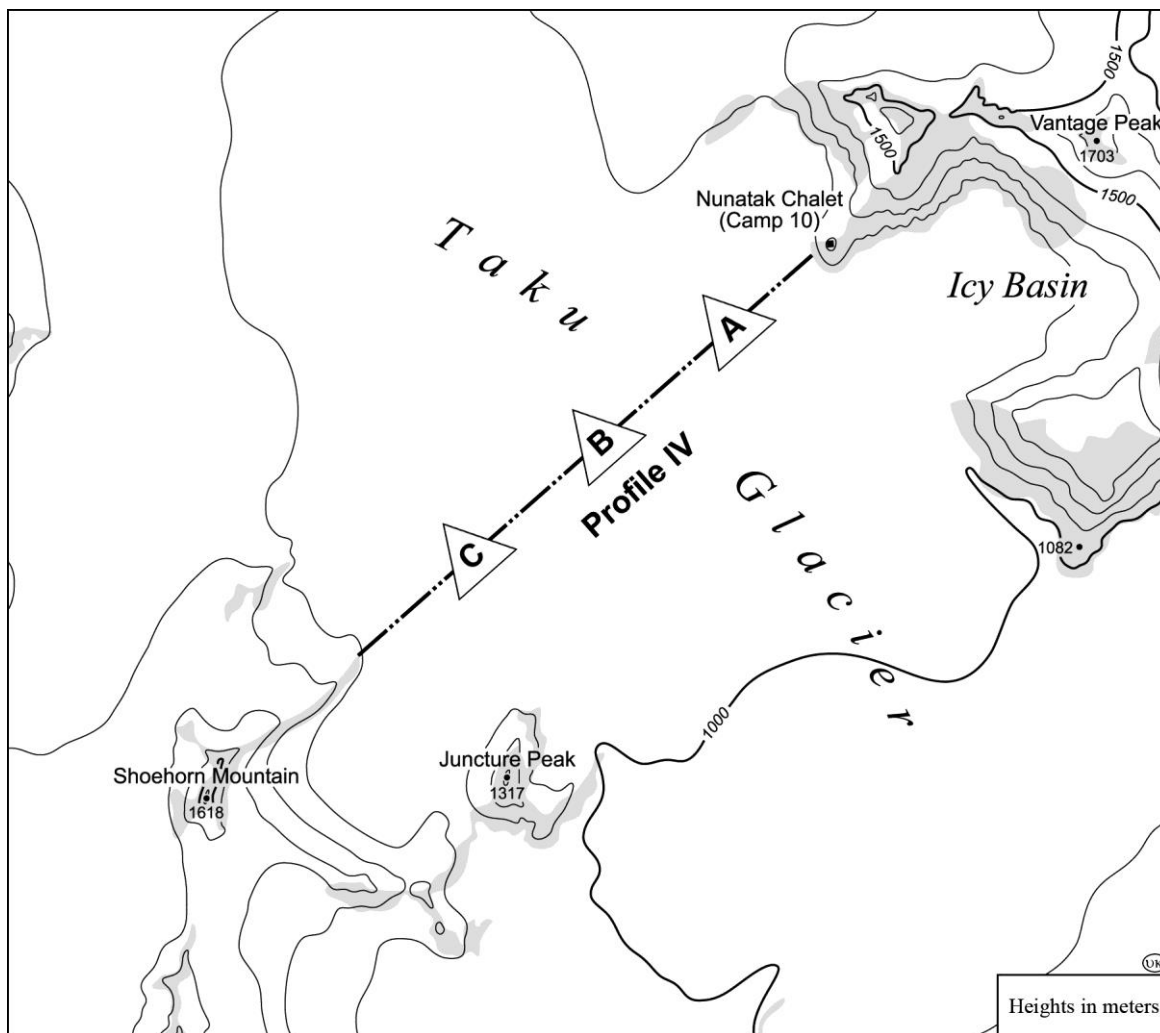 1500
Vantage Peak
1703
1500
1500
Nunatak Chalet
(Camp 10)
Taku
Icy Basin
A
B
Profile IV
Glacier
C
1082
1000
Juncture Peak
1317
Shoehorn Mountain
1618
UK
Heights in meters